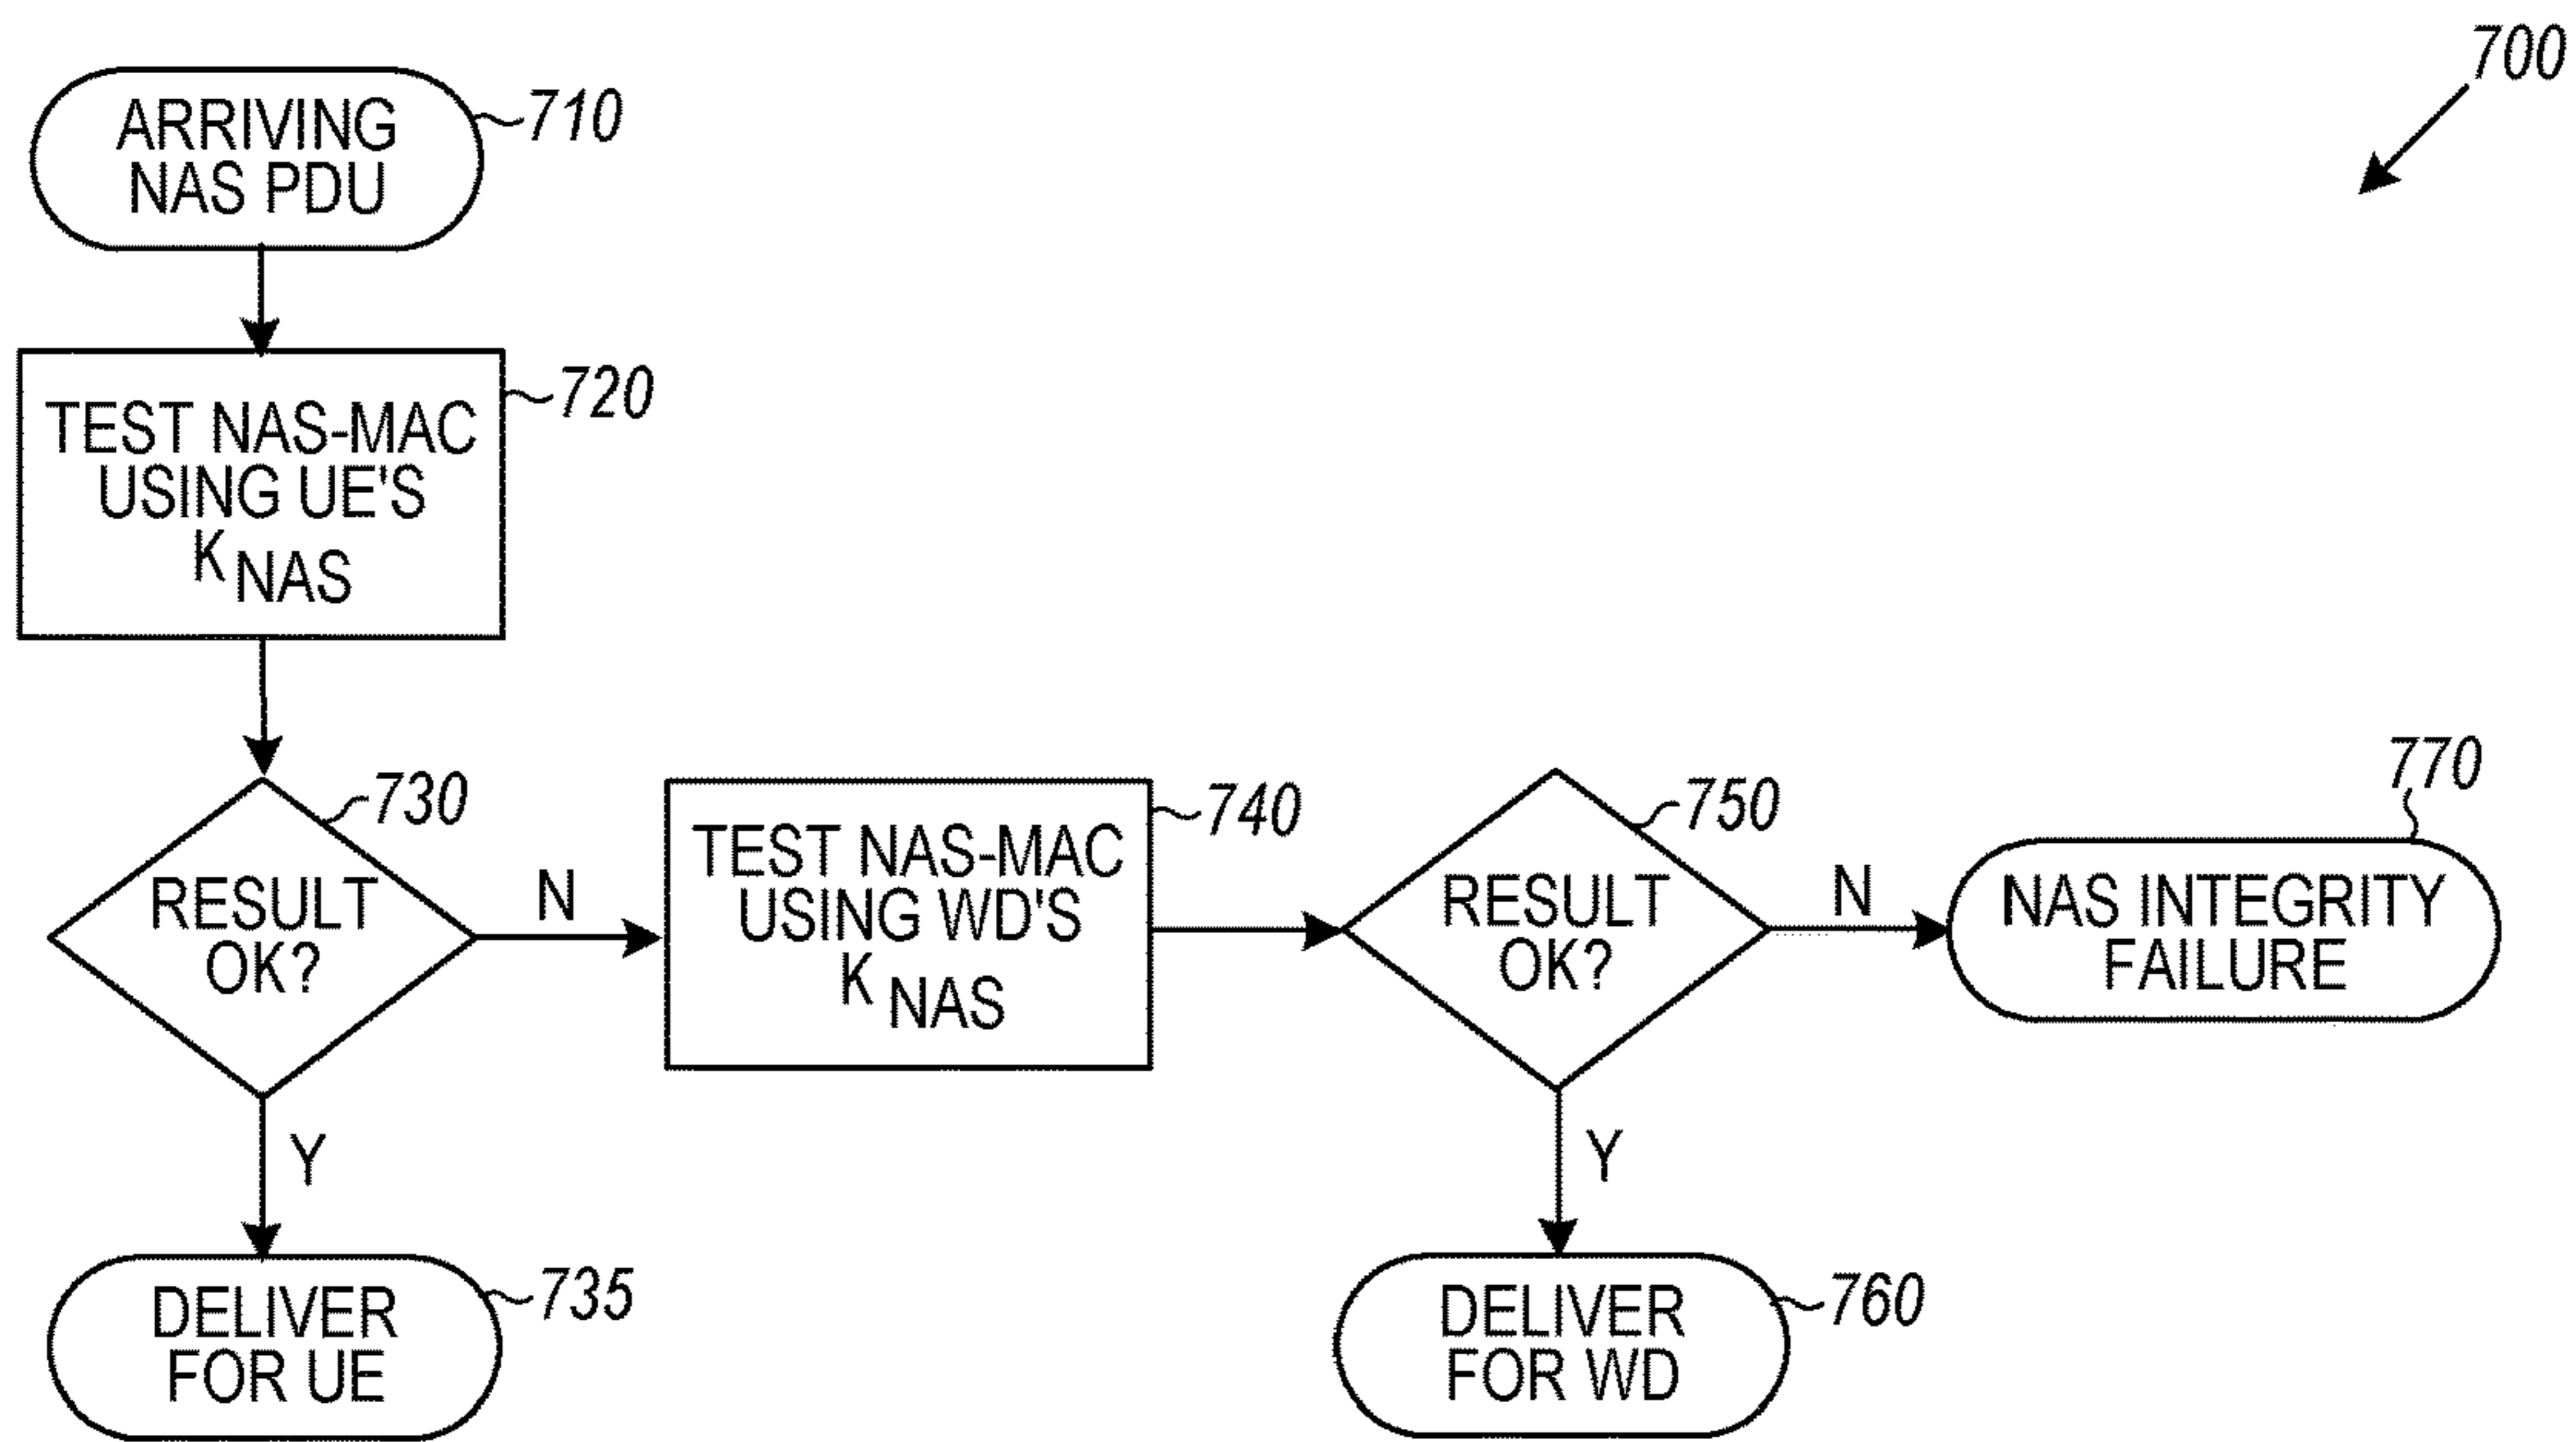 700
ARRIVING
NAS PDU
710
TEST NAS-MAC
USING UE'S
K NAS
720
RESULT
OK?
730
N
Y
DELIVER
FOR UE
735
TEST NAS-MAC
USING WD'S
K NAS
740
RESULT
OK?
750
N
Y
DELIVER
FOR WD
760
NAS INTEGRITY
FAILURE
770